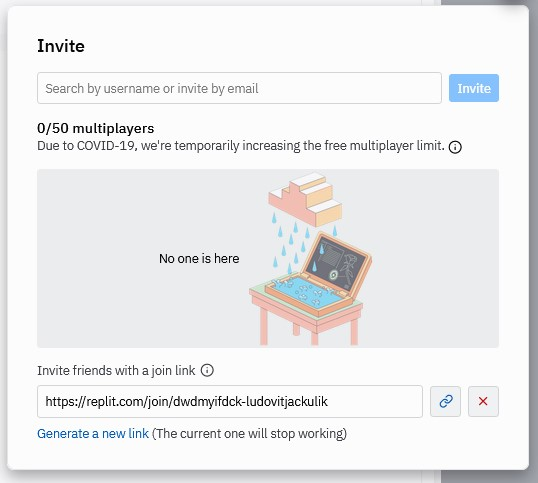 Invite
Search by username or invite by email
Invite
0/50 multiplayers
Due to COVID-19, we're temporarily increasing the free multiplayer limit.
No one is here
Invite friends with a join link
https://replit.com/join/dwdmyifdck-ludovitjackulik
Generate a new link (The current one will stop working)